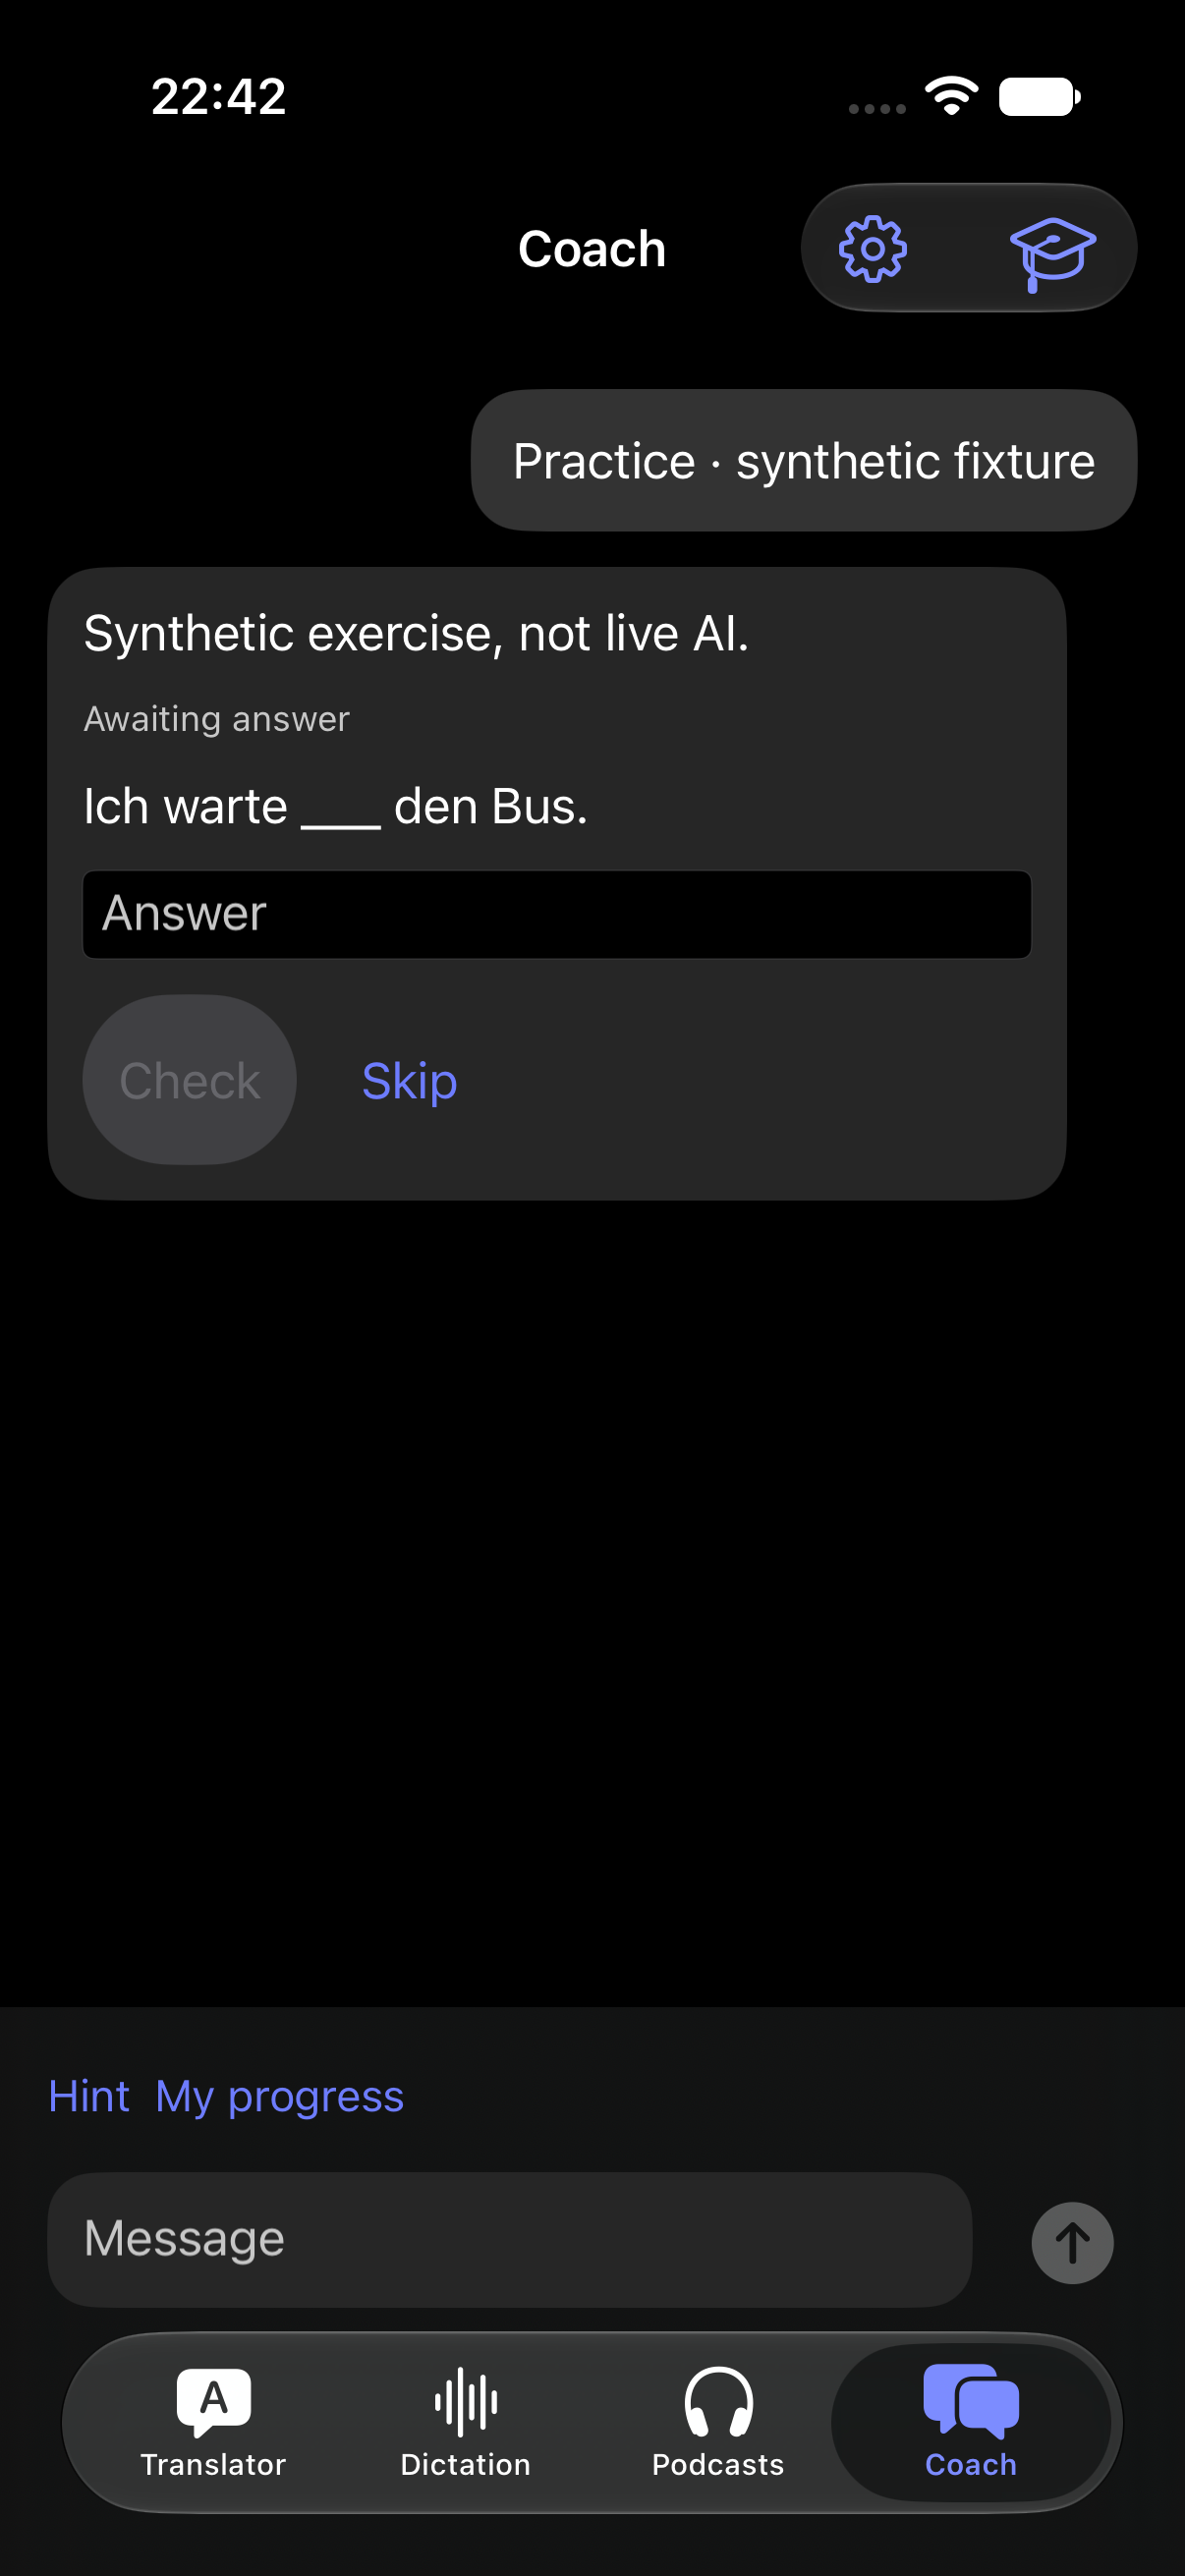 22:42
Coach
Practice · synthetic fixture
Synthetic exercise, not live AI.
Awaiting answer
Ich warte ___ den Bus.
Answer
Check Skip
Hint My progress
Message
A
Translator Dictation Podcasts Coach